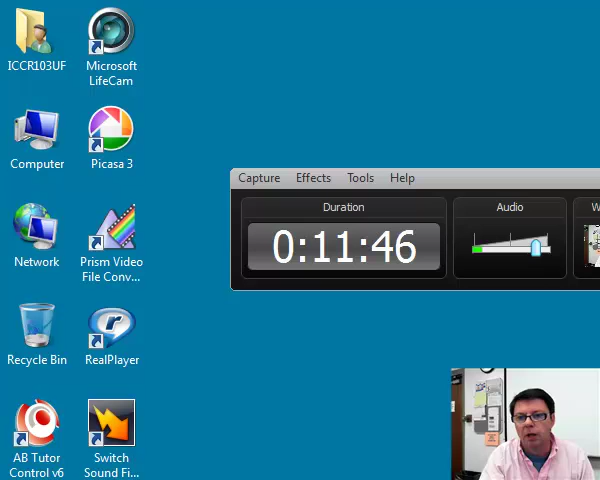 ICCR103UF
Microsoft
LifeCam
Computer
Picasa 3
Network
Prism Video
File Conv...
Recycle Bin
RealPlayer
AB Tutor
Control v6
Switch
Sound Fi...
Capture Effects Tools Help
Duration
Audio
W
0:11:46